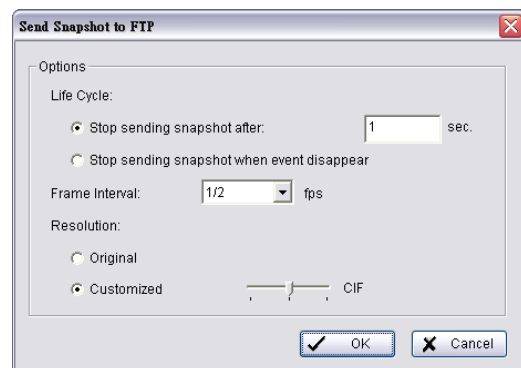 Send Snapshot to FTP
Options
Life Cycle:
Stop sending snapshot after: 1 sec.
Stop sending snapshot when event disappear
Frame Interval: 1/2 fps
Resolution:
Original
Customized CIF
OK Cancel